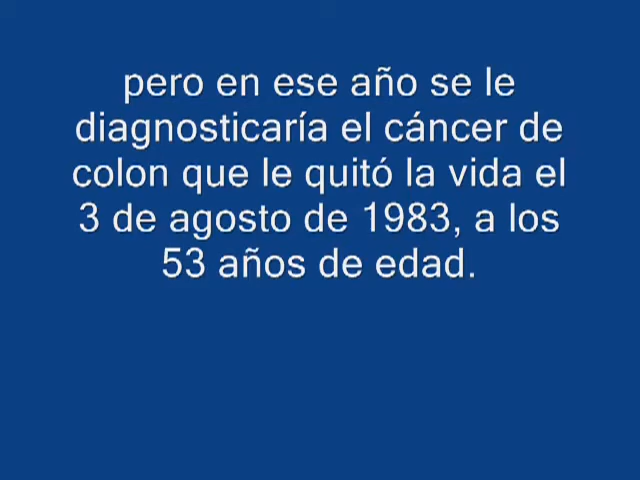 pero en ese año se le
diagnosticaría el cáncer de
colon que le quitó la vida el
3 de agosto de 1983, a los
53 años de edad.